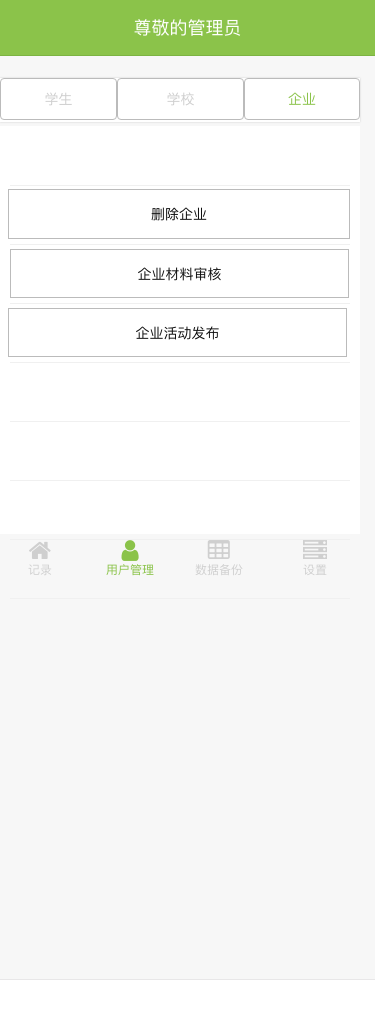 尊敬的管理员
学生 学校 企业
删除企业
企业材料审核
企业活动发布
记录 用户管理 数据备份 设置